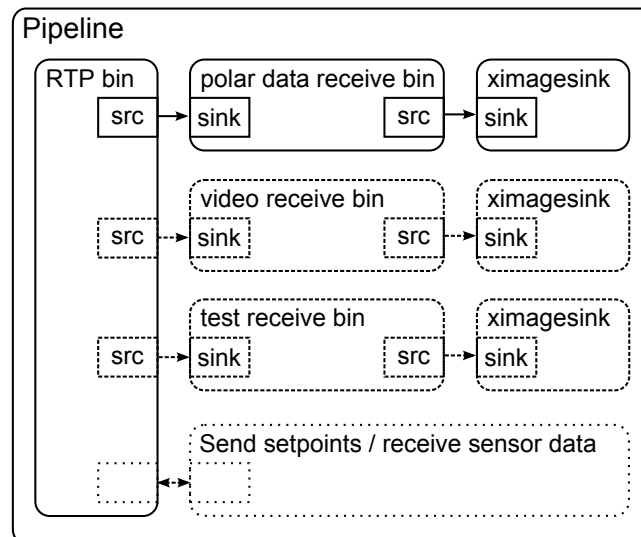 Pipeline
RTP bin
polar data receive bin
ximagesink
src
sink
src
sink
video receive bin
ximagesink
src
sink
src
sink
test receive bin
ximagesink
src
sink
src
sink
Send setpoints / receive sensor data